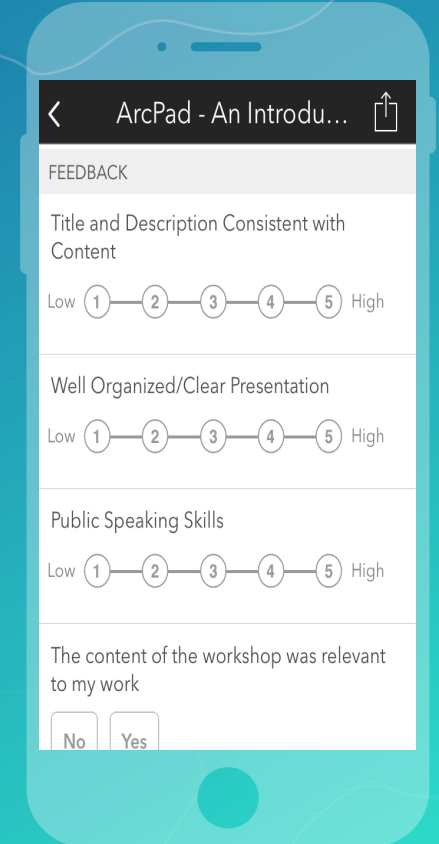 ArcPad - An Introdu...
FEEDBACK
Title and Description Consistent with
Content
Low 1 2 3 4 5 High
Well Organized/Clear Presentation
Low 1 2 3 4 5 High
Public Speaking Skills
Low 1 2 3 4 5 High
The content of the workshop was relevant
to my work
No Yes